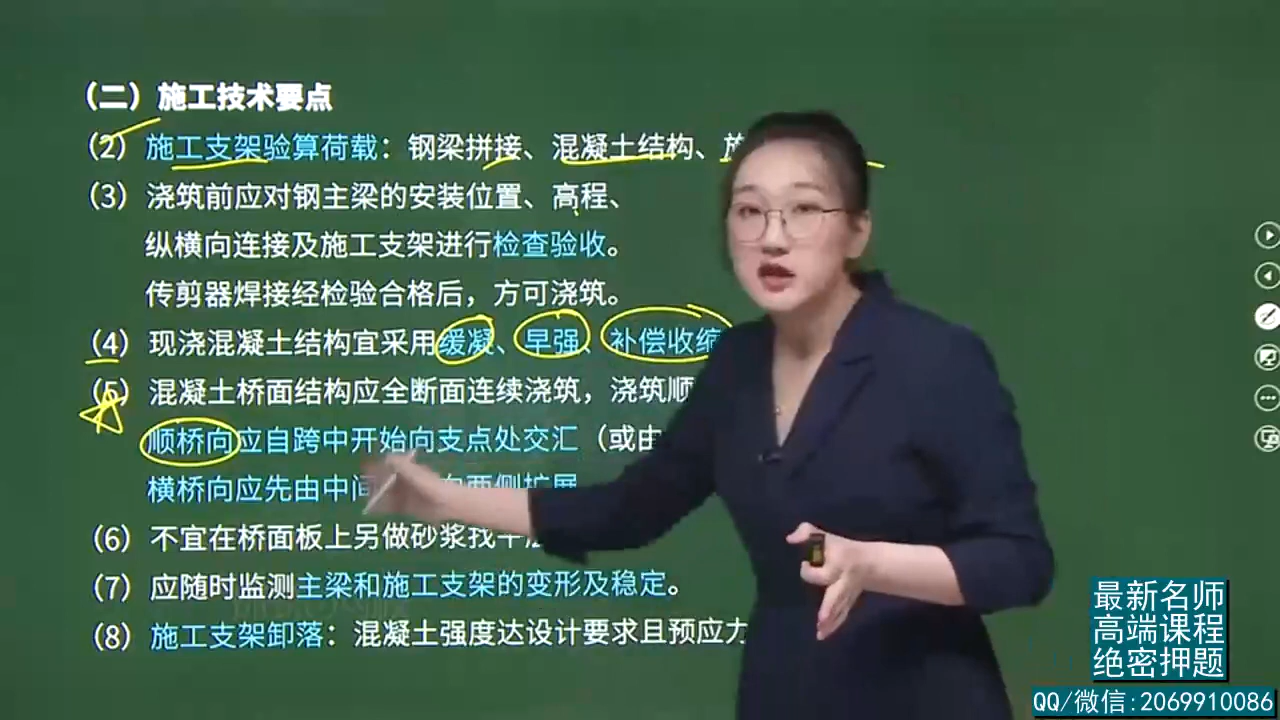 （二）施工技术要点
（2）施工支架验算荷载：钢梁拼接、混凝土结构、施
（3）浇筑前应对钢主梁的安装位置、高程、
纵横向连接及施工支架进行检查验收。
传剪器焊接经检验合格后，方可浇筑。
（4）现浇混凝土结构宜采用缓凝、早强、补偿收缩
（5）混凝土桥面结构应全断面连续浇筑，浇筑顺
顺桥向应自跨中开始向支点处交汇（或由
横桥向应先由中间 向两侧扩展
（6）不宜在桥面板上另做砂浆找平层
（7）应随时监测主梁和施工支架的变形及稳定。
（8）施工支架卸落：混凝土强度达设计要求且预应力
最新名师
高端课程
绝密押题
QQ/微信:2069910086